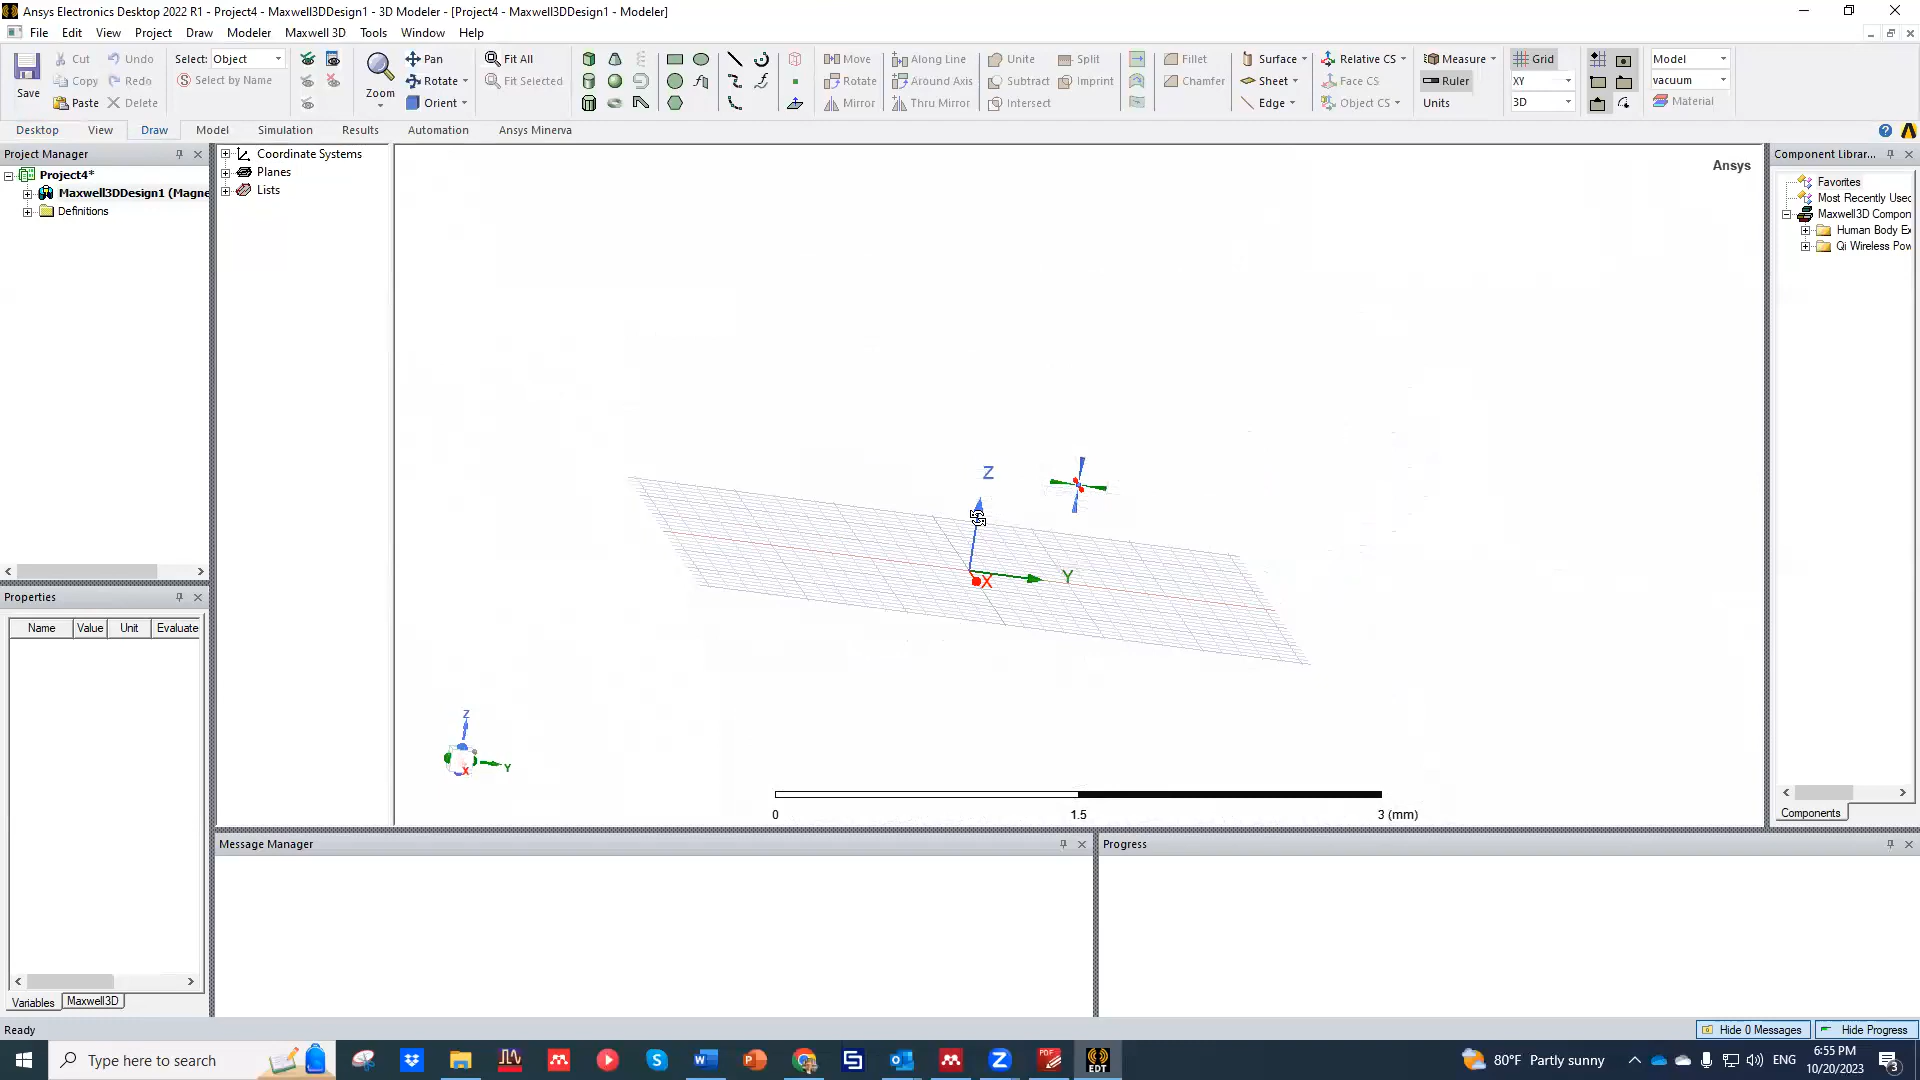 Ansys Electronics Desktop 2022 R1 - Project4 - Maxwell3DDesign1 - 3D Modeler - [Project4 - Maxwell3DDesign1 - Modeler]
File Edit View Project Draw Modeler Maxwell 3D Tools Window Help
Save
Cut Undo
Copy Redo
Paste Delete
Select: Object
Select by Name
Zoom
Pan
Rotate
Orient
Fit All
Fit Selected
Move Along Line
Rotate Around Axis
Mirror Thru Mirror
Unite Split
Subtract Imprint
Intersect
Fillet
Chamfer
Surface
Sheet
Edge
Relative CS
Face CS
Object CS
Measure
Ruler
Units
Grid
XY
3D
Model
vacuum
Material
Desktop View Draw Model Simulation Results Automation Ansys Minerva
Project Manager
Project4*
Maxwell3DDesign1 (Magne
Definitions
Coordinate Systems
Planes
Lists
Ansys
Z
Y
X
Z
Y
X
0 1.5 3 (mm)
Component Librar...
Favorites
Most Recently Used
Maxwell3D Compon
Human Body Ex
Qi Wireless Pow
Components
Properties
Name Value Unit Evaluate
Variables Maxwell3D
Message Manager
Progress
Ready
Hide 0 Messages Hide Progress
Type here to search
EDT
80°F Partly sunny
ENG
6:55 PM
10/20/2023
3